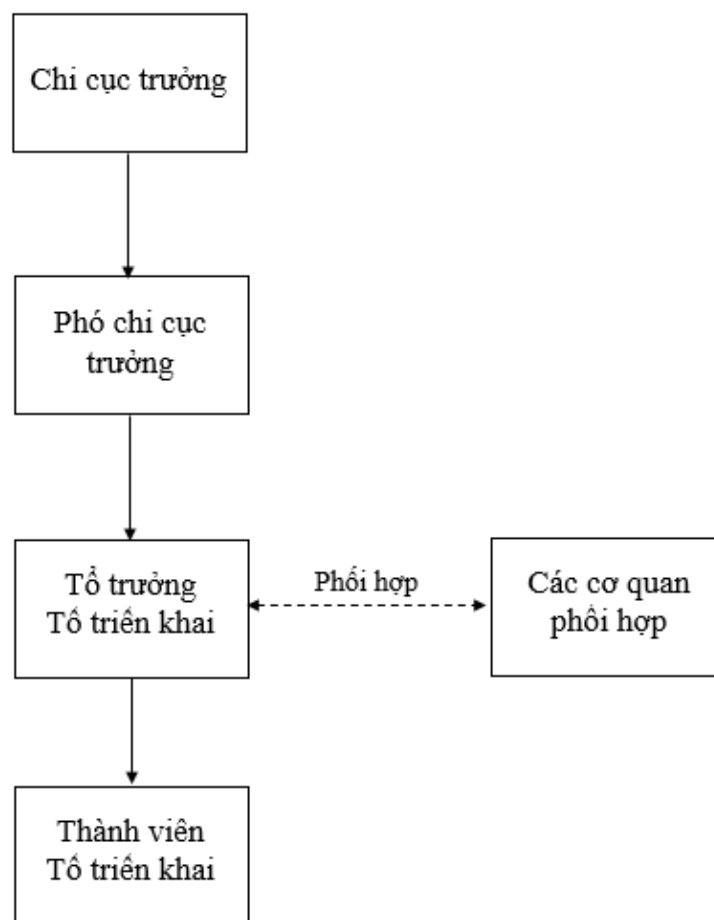 Chi cục trưởng
Phó chi cục
trưởng
Tổ trưởng
Tổ triển khai
Phối hợp
Các cơ quan
phối hợp
Thành viên
Tổ triển khai